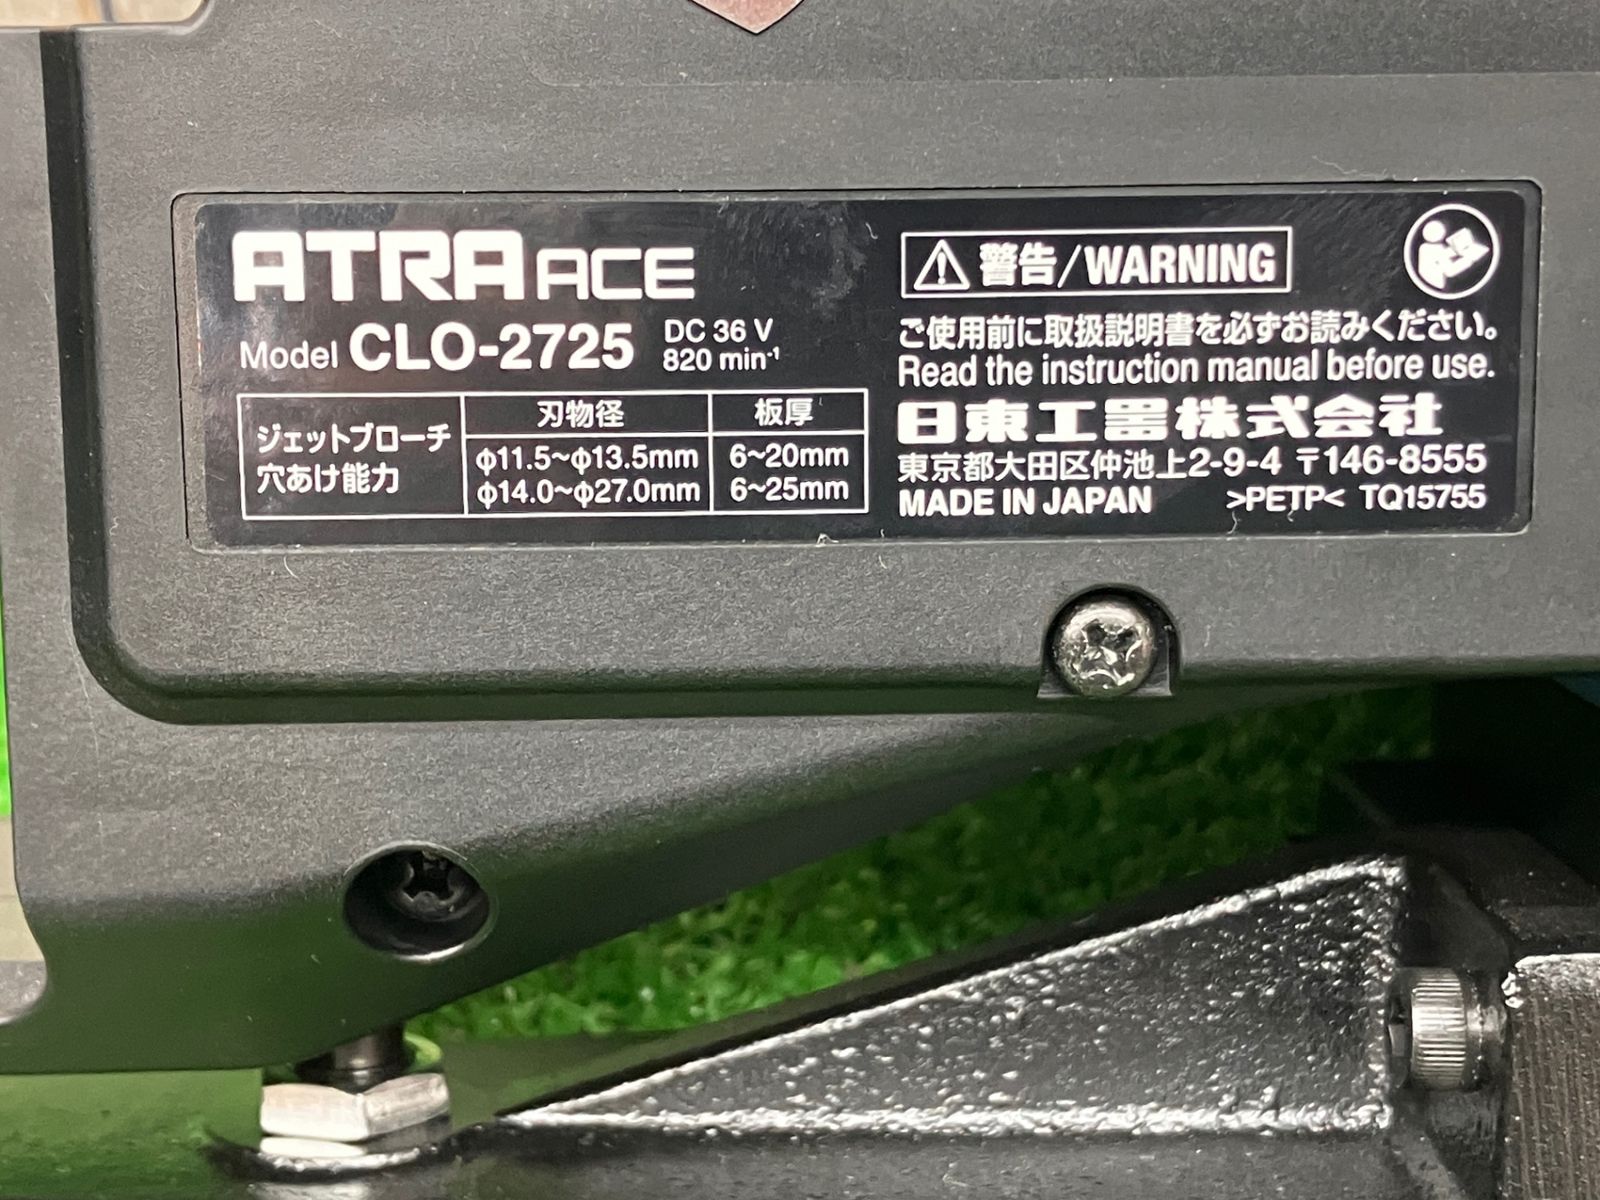 ATRA ACE
Model CLO-2725
DC 36 V
820 min⁻¹
ジェットブローチ
穴あけ能力
刃物径 板厚
φ11.5~φ13.5mm 6~20mm
φ14.0~φ27.0mm 6~25mm
⚠警告/WARNING
ご使用前に取扱説明書を必ずお読みください。
Read the instruction manual before use.
日東工器株式会社
東京都大田区仲池上2-9-4 〒146-8555
MADE IN JAPAN >PETP< TQ15755